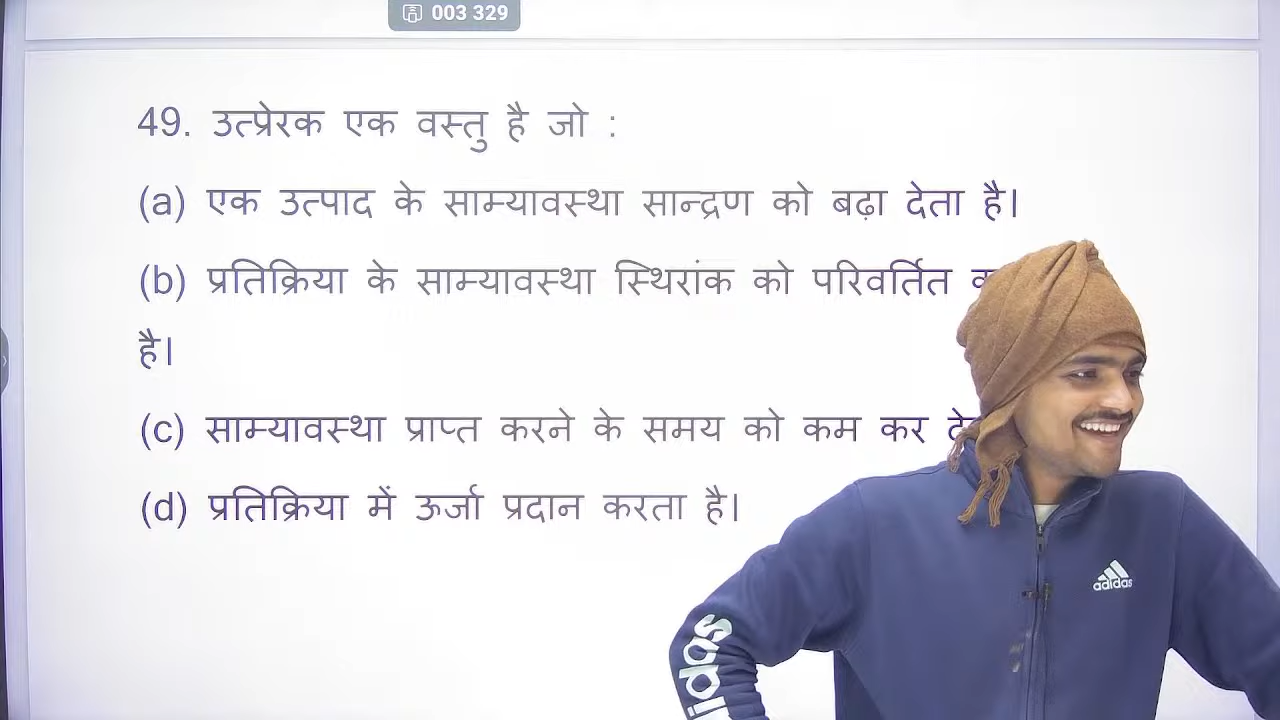 003 329
49. उत्प्रेरक एक वस्तु है जो :
(a) एक उत्पाद के साम्यावस्था सान्द्रण को बढ़ा देता है।
(b) प्रतिक्रिया के साम्यावस्था स्थिरांक को परिवर्तित
है।
(c) साम्यावस्था प्राप्त करने के समय को कम कर
(d) प्रतिक्रिया में ऊर्जा प्रदान करता है।
adidas
adidas